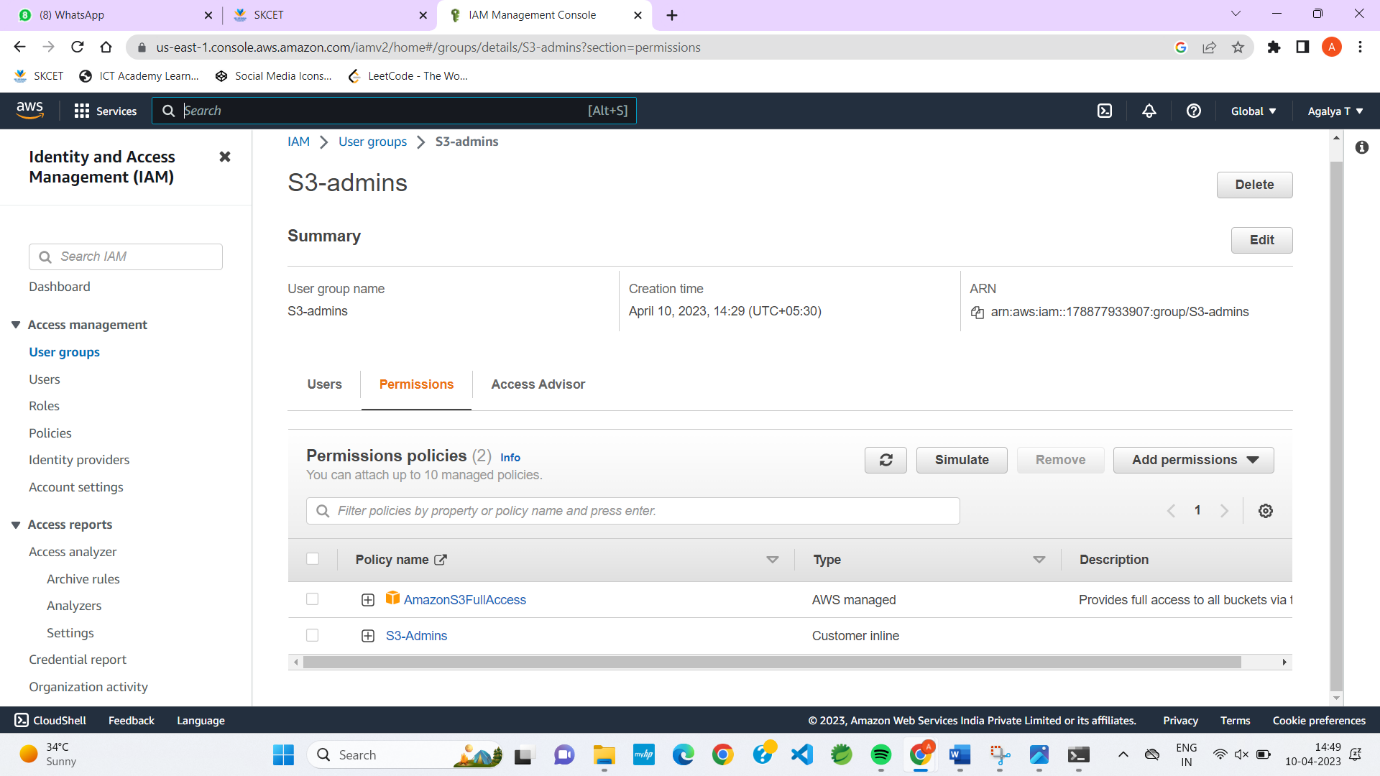 (8) WhatsApp
SKCET
IAM Management Console
us-east-1.console.aws.amazon.com/iamv2/home#/groups/details/S3-admins?section=permissions
A
SKCET
ICT Academy Learn...
Social Media Icons...
LeetCode - The Wo...
aws
Services
Search
[Alt+S]
Global
Agalya T
Identity and Access
Management (IAM)
Search IAM
Dashboard
Access management
User groups
Users
Roles
Policies
Identity providers
Account settings
Access reports
Access analyzer
Archive rules
Analyzers
Settings
Credential report
Organization activity
IAM
User groups
S3-admins
S3-admins
Delete
Summary
Edit
User group name
S3-admins
Creation time
April 10, 2023, 14:29 (UTC+05:30)
ARN
arn:aws:iam::178877933907:group/S3-admins
Users
Permissions
Access Advisor
Permissions policies (2) Info
You can attach up to 10 managed policies.
Simulate
Remove
Add permissions
Filter policies by property or policy name and press enter.
1
Policy name
Type
Description
AmazonS3FullAccess
AWS managed
Provides full access to all buckets via
S3-Admins
Customer inline
CloudShell
Feedback
Language
© 2023, Amazon Web Services India Private Limited or its affiliates.
Privacy
Terms
Cookie preferences
34°C
Sunny
Search
ENG
IN
14:49
10-04-2023